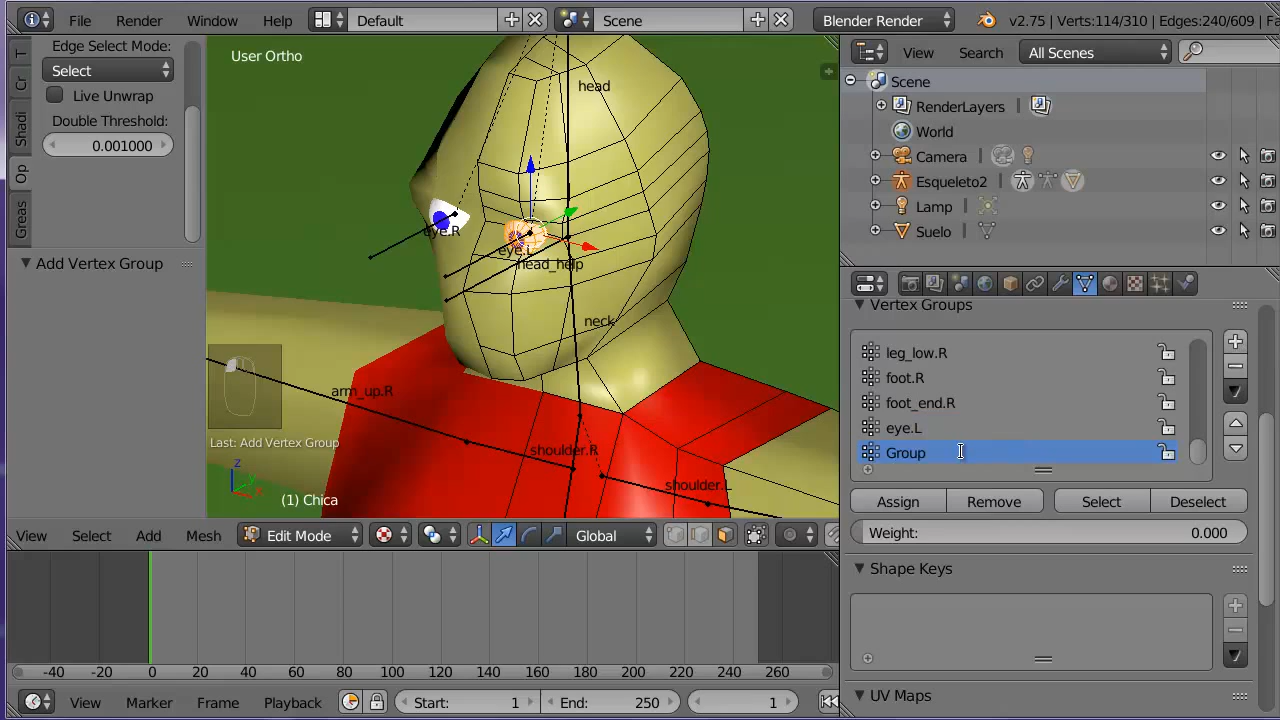 File Render Window Help Default Scene Blender Render v2.75 | Verts:114/310 | Edges:240/609 | Fa
Edge Select Mode:
Select
Live Unwrap
Double Threshold:
0.001000
Add Vertex Group
T
Cr
Shadi
Op
Greas
User Ortho
head
eye.R
eye.L
head_help
neck
arm_up.R
shoulder.R
shoulder.L
Last: Add Vertex Group
z
(1) Chica
View Select Add Mesh Edit Mode Global
-40 -20 0 20 40 60 80 100 120 140 160 180 200 220 240 260
View Marker Frame Playback Start: 1 End: 250 1
View Search All Scenes
Scene
RenderLayers
World
Camera
Esqueleto2
Lamp
Suelo
Vertex Groups
leg_low.R
foot.R
foot_end.R
eye.L
Group
Assign Remove Select Deselect
Weight: 0.000
Shape Keys
UV Maps